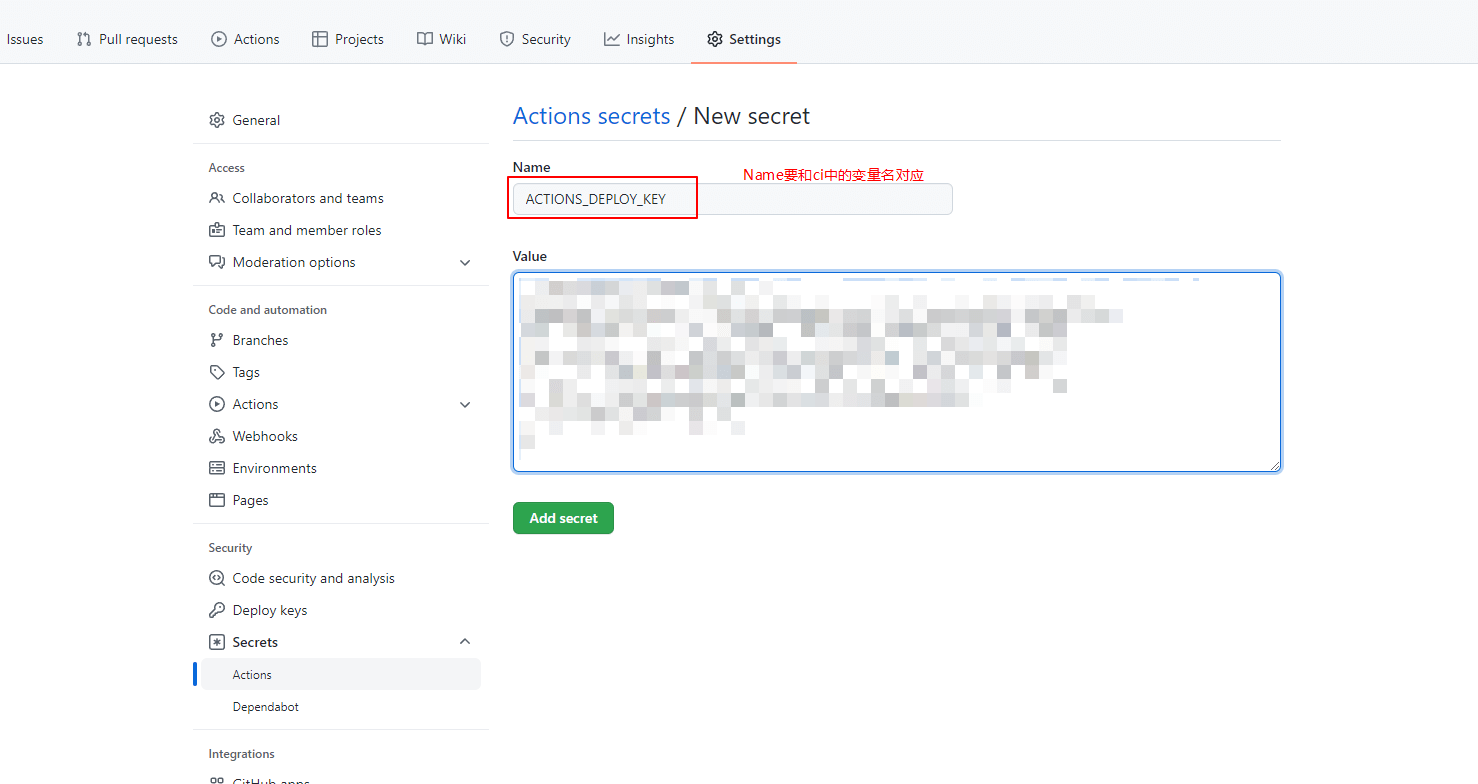 Issues
Pull requests
Actions
Projects
Wiki
Security
Insights
Settings
General
Access
Collaborators and teams
Team and member roles
Moderation options
Code and automation
Branches
Tags
Actions
Webhooks
Environments
Pages
Security
Code security and analysis
Deploy keys
Secrets
Actions
Dependabot
Integrations
GitHub apps
Actions secrets / New secret
Name
Name要和ci中的变量名对应
ACTIONS_DEPLOY_KEY
Value
Add secret